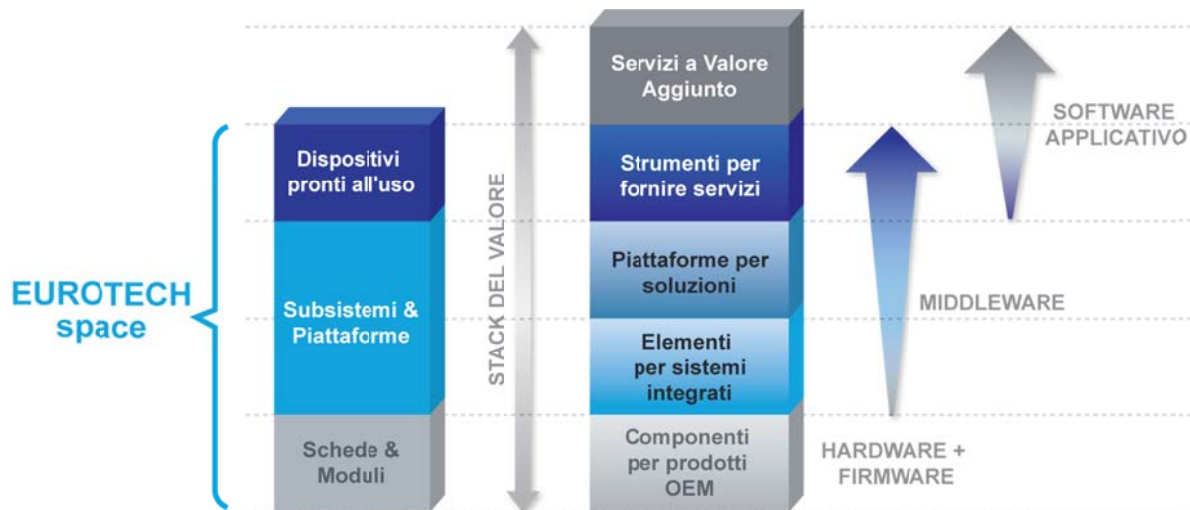 EUROTECH
space
Dispositivi
pronti all'uso
Subsistemi &
Piattaforme
Schede &
Moduli
STACK DEL VALORE
Servizi a Valore
Aggiunto
Strumenti per
fornire servizi
Piattaforme per
soluzioni
Elementi
per sistemi
integrati
Componenti
per prodotti
OEM
SOFTWARE
APPLICATIVO
MIDDLEWARE
HARDWARE +
FIRMWARE